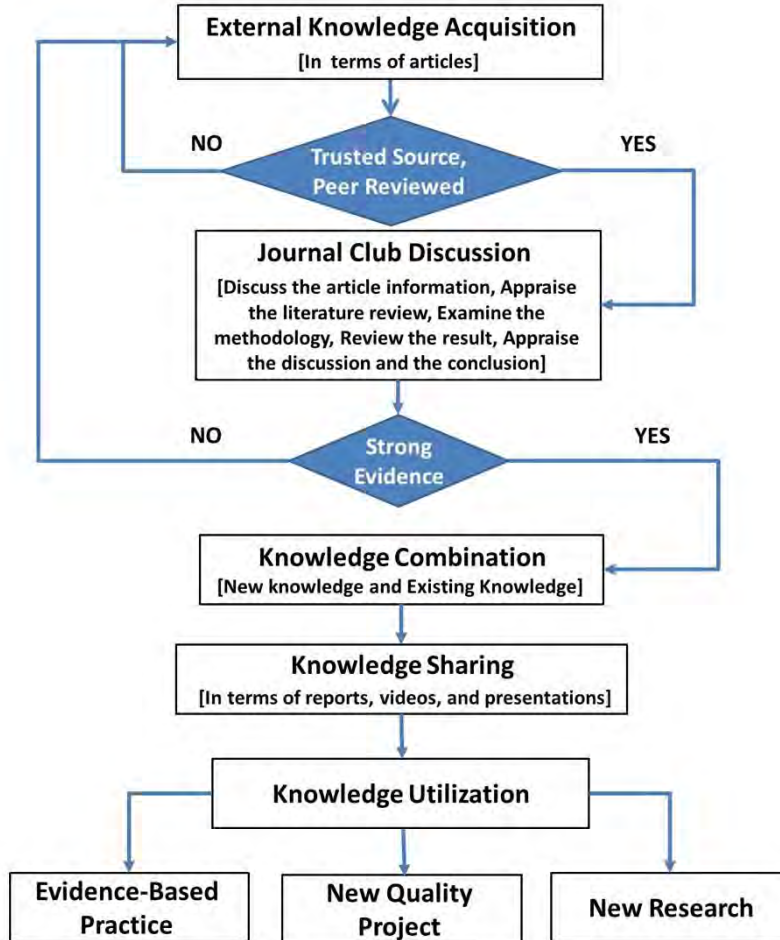 External Knowledge Acquisition
[In terms of articles]
NO
YES
Trusted Source,
Peer Reviewed
Journal Club Discussion
[Discuss the article information, Appraise
the literature review, Examine the
methodology, Review the result, Appraise
the discussion and the conclusion]
NO
YES
Strong
Evidence
Knowledge Combination
[New knowledge and Existing Knowledge]
Knowledge Sharing
[In terms of reports, videos, and presentations]
Knowledge Utilization
Evidence-Based
Practice
New Quality
Project
New Research